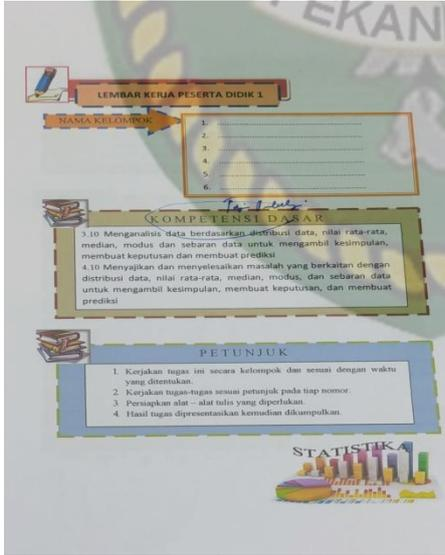 PEKAN
LEMBAR KERJA PESERTA DIDIK 1
NAMA KELOMPOK
1. ..................................................
2. ..................................................
3. ..................................................
4. ..................................................
5. ..................................................
6. ..................................................
KOMPETENSI DASAR
3.10 Menganalisis data berdasarkan distribusi data, nilai rata-rata,
median, modus dan sebaran data untuk mengambil kesimpulan,
membuat keputusan dan membuat prediksi
4.10 Menyajikan dan menyelesaikan masalah yang berkaitan dengan
distribusi data, nilai rata-rata, median, modus, dan sebaran data
untuk mengambil kesimpulan, membuat keputusan, dan membuat
prediksi
PETUNJUK
1. Kerjakan tugas ini secara kelompok dan sesuai dengan waktu
yang ditentukan.
2. Kerjakan tugas-tugas sesuai petunjuk pada tiap nomor.
3. Persiapkan alat – alat tulis yang diperlukan.
4. Hasil tugas dipresentasikan kemudian dikumpulkan.
STATISTIKA